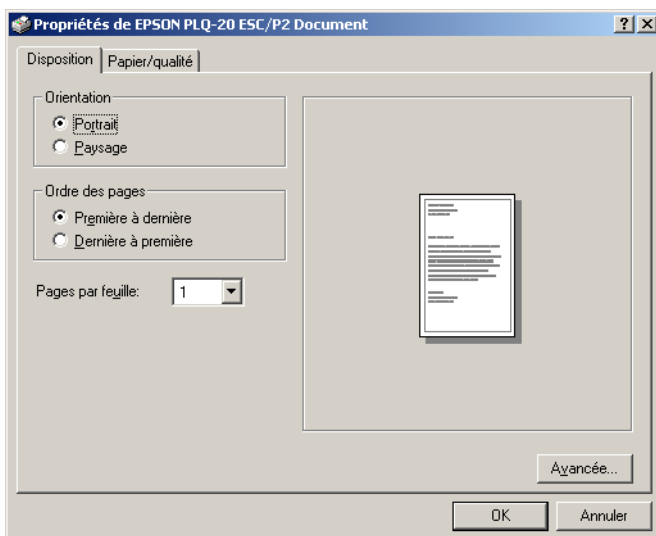 Propriétés de EPSON PLQ-20 ESC/P2 Document
Disposition
Papier/qualité
Orientation
Portrait
Paysage
Ordre des pages
Première à dernière
Dernière à première
Pages par feuille:
1
Avancée...
OK
Annuler